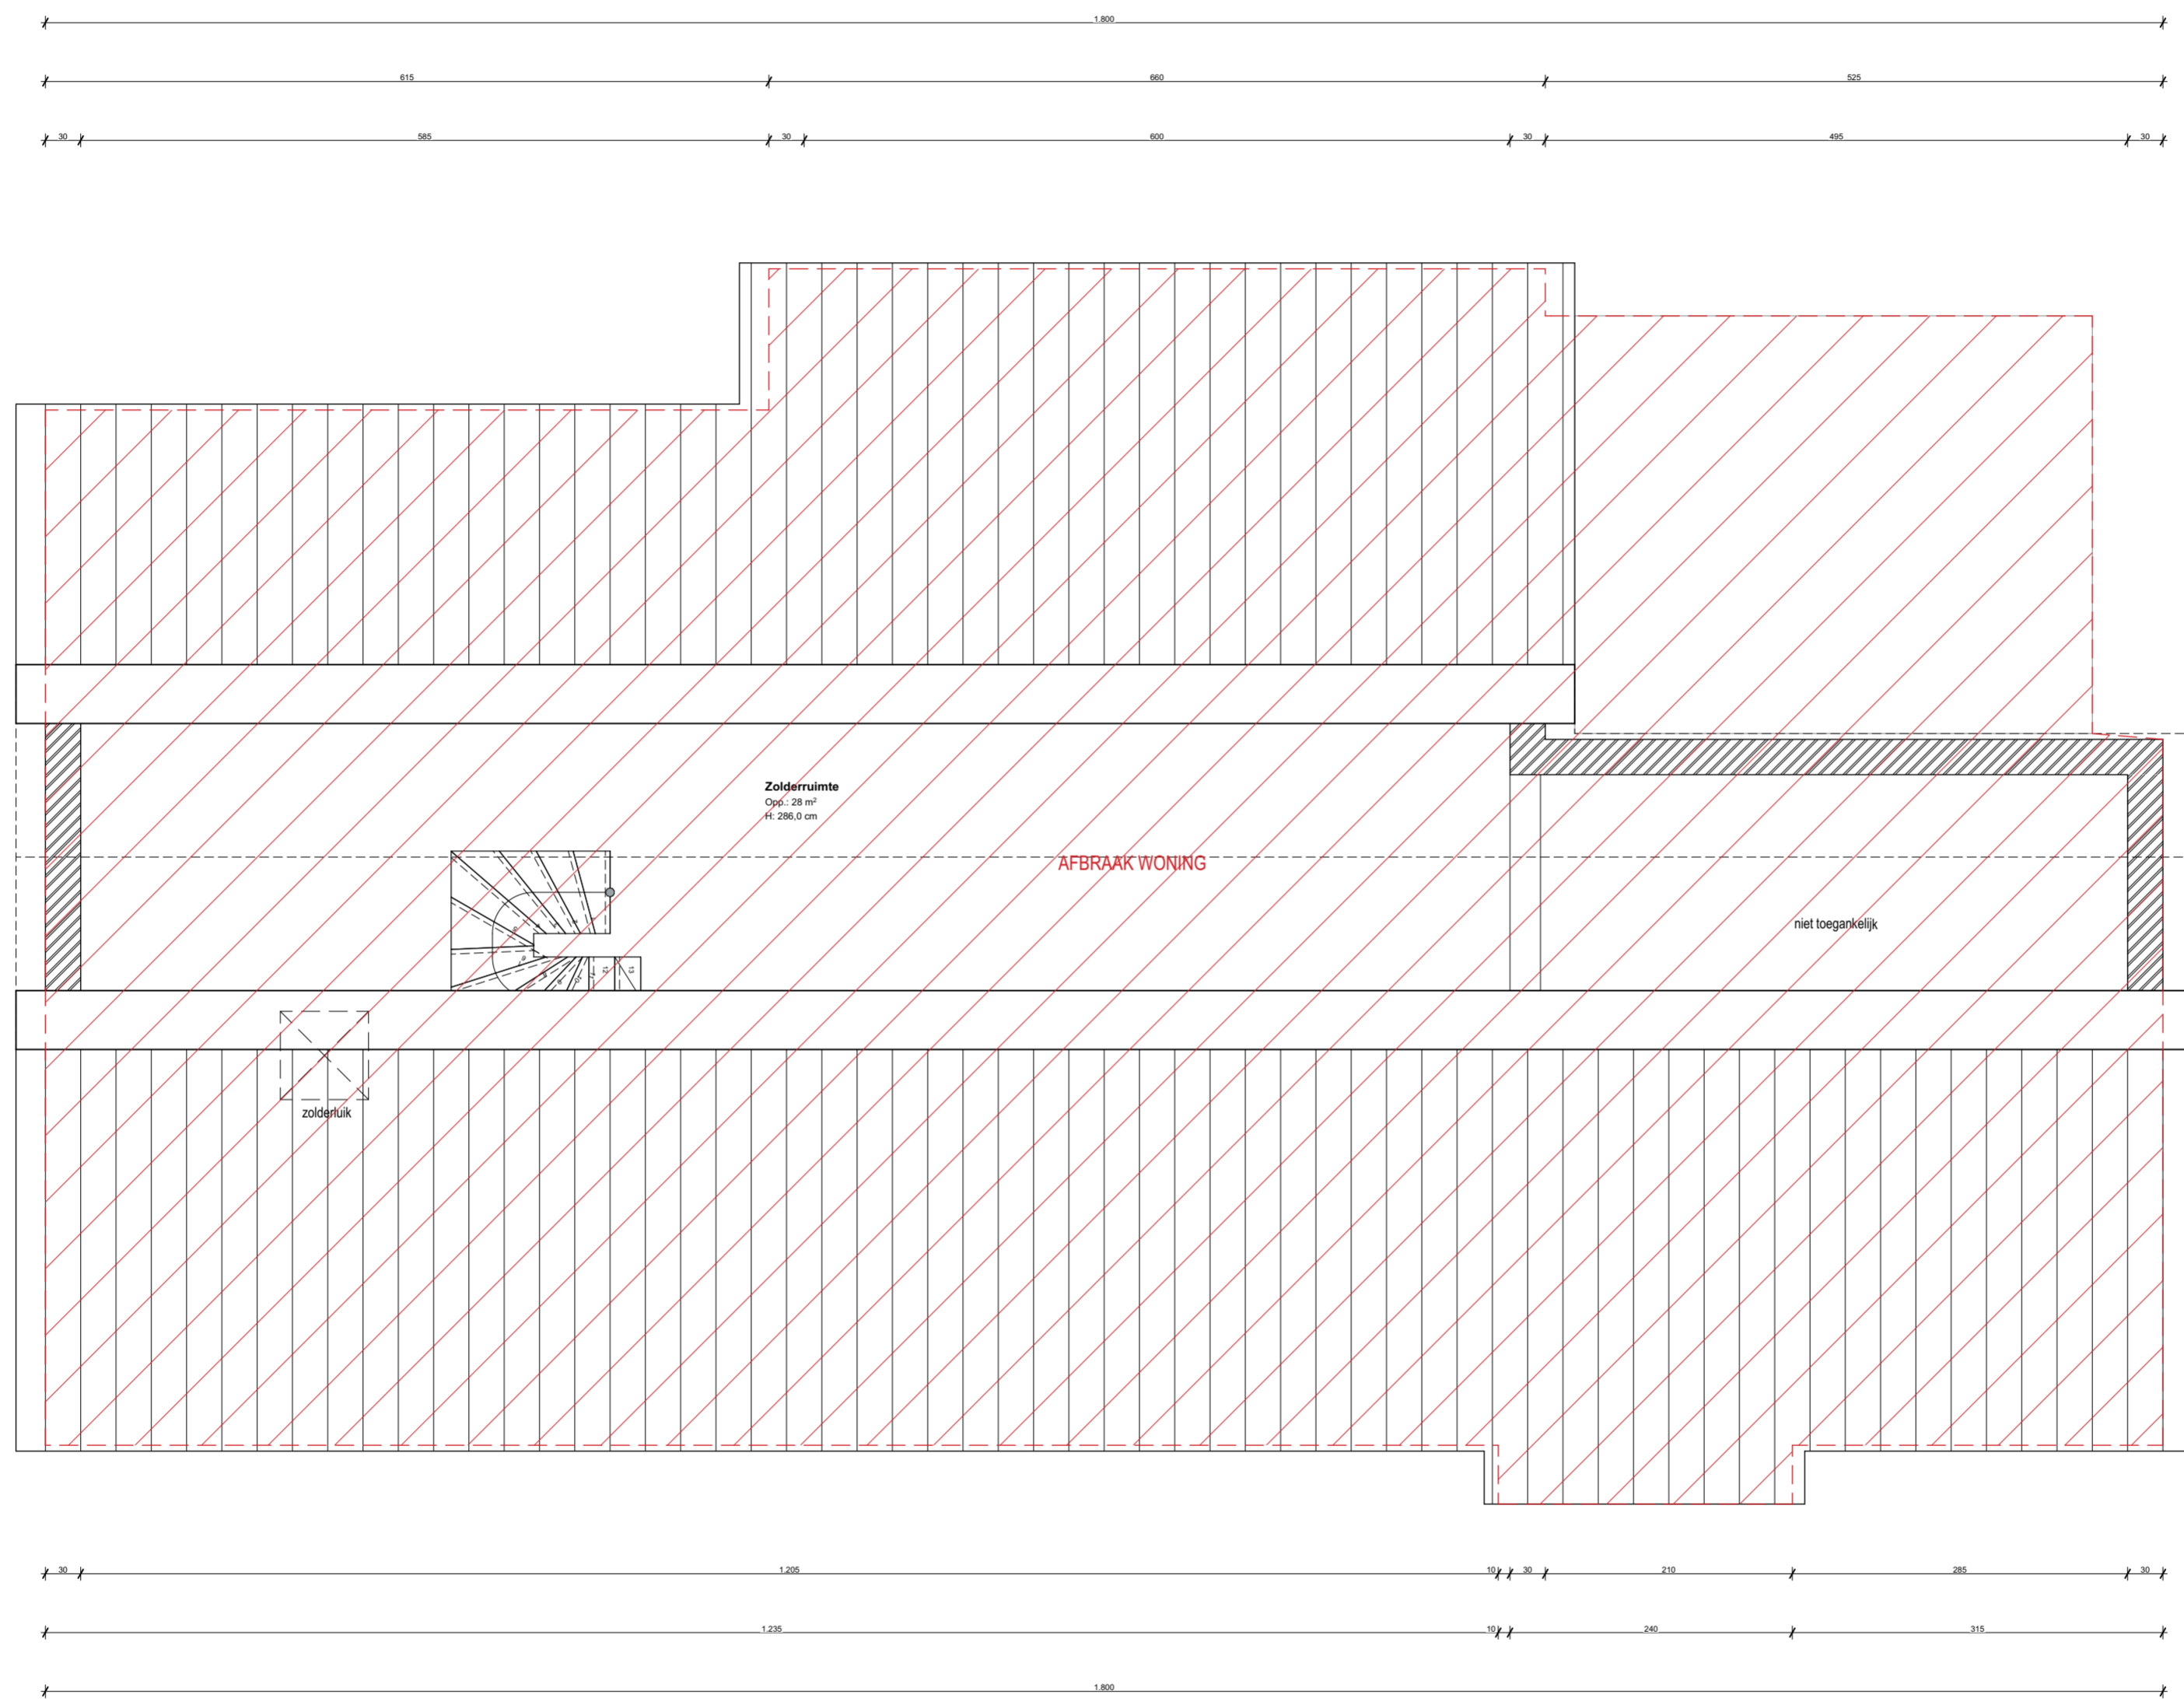 1.800
615 660 525
30 585 30 600 30 495 30
Zolderruimte
Opp.: 28 m²
H: 286,0 cm
AFBRAAK WONING
niet toegankelijk
12 13
zolderluik
30 1.205 10 30 210 285 30
1.235 10 240 315
1.800